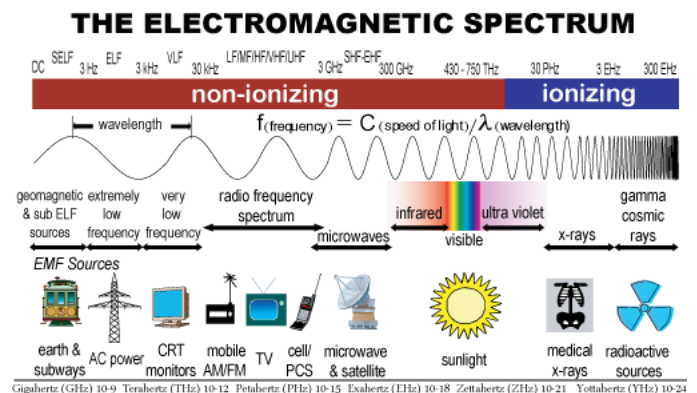 THE ELECTROMAGNETIC SPECTRUM
DC SELF 3 Hz ELF 3 kHz VLF 30 kHz LF/MF/HF/VHF/UHF 3 GHz SHF-EHF 300 GHz 430-750 THz 30 PHz 3 EHz 300 EHz
non-ionizing ionizing
wavelength f(frequency) = C (speed of light)/λ(wavelength)
geomagnetic & sub ELF sources
extremely low frequency
very low frequency
radio frequency spectrum
microwaves
infrared
visible
ultra violet
x-rays
gamma cosmic rays
EMF Sources
earth & subways
AC power
CRT monitors
mobile AM/FM
TV
cell/ PCS
microwave & satellite
sunlight
medical x-rays
radioactive sources
Gigahertz (GHz) 10-9 Terahertz (THz) 10-12 Petahertz (PHz) 10-15 Exahertz (EHz) 10-18 Zettahertz (ZHz) 10-21 Yottahertz (YHz) 10-24